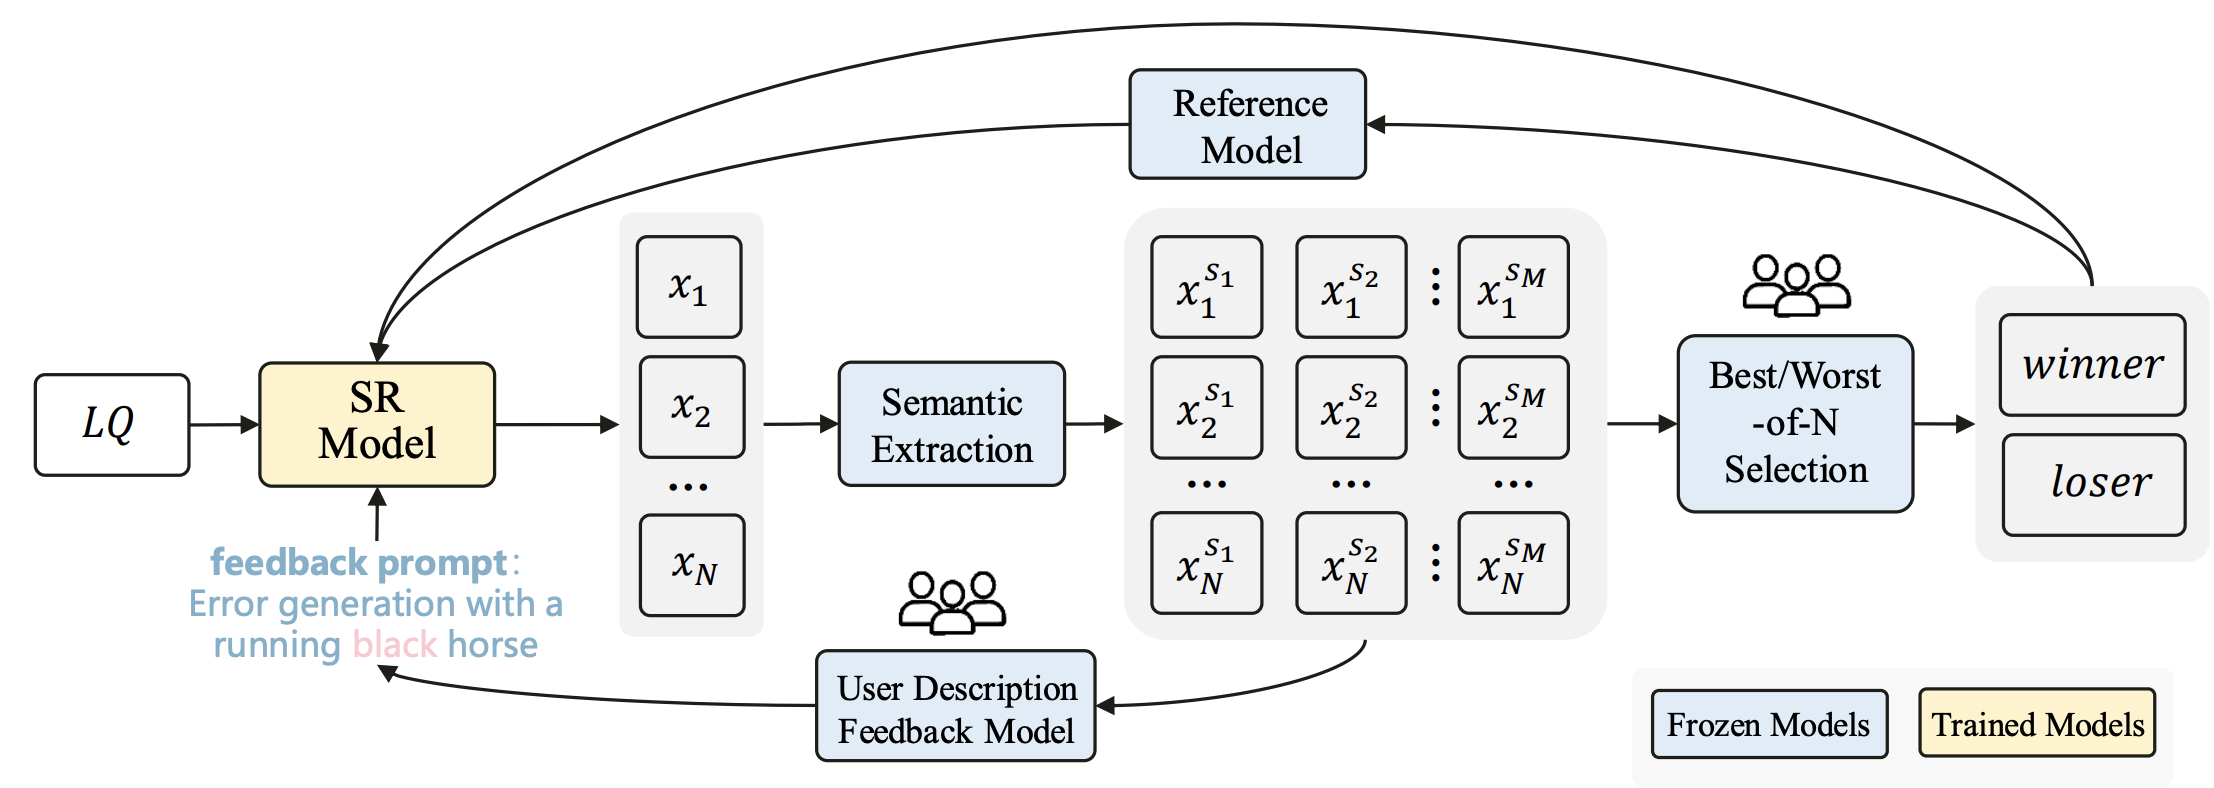 Reference
Model
LQ
SR
Model
feedback prompt:
Error generation with a
running black horse
x_1
x_2
...
x_N
Semantic
Extraction
x_1^{s_1} x_1^{s_2} ⋮ x_1^{s_M}
x_2^{s_1} x_2^{s_2} ⋮ x_2^{s_M}
... ... ...
x_N^{s_1} x_N^{s_2} ⋮ x_N^{s_M}
User Description
Feedback Model
Best/Worst
-of-N
Selection
winner
loser
Frozen Models
Trained Models